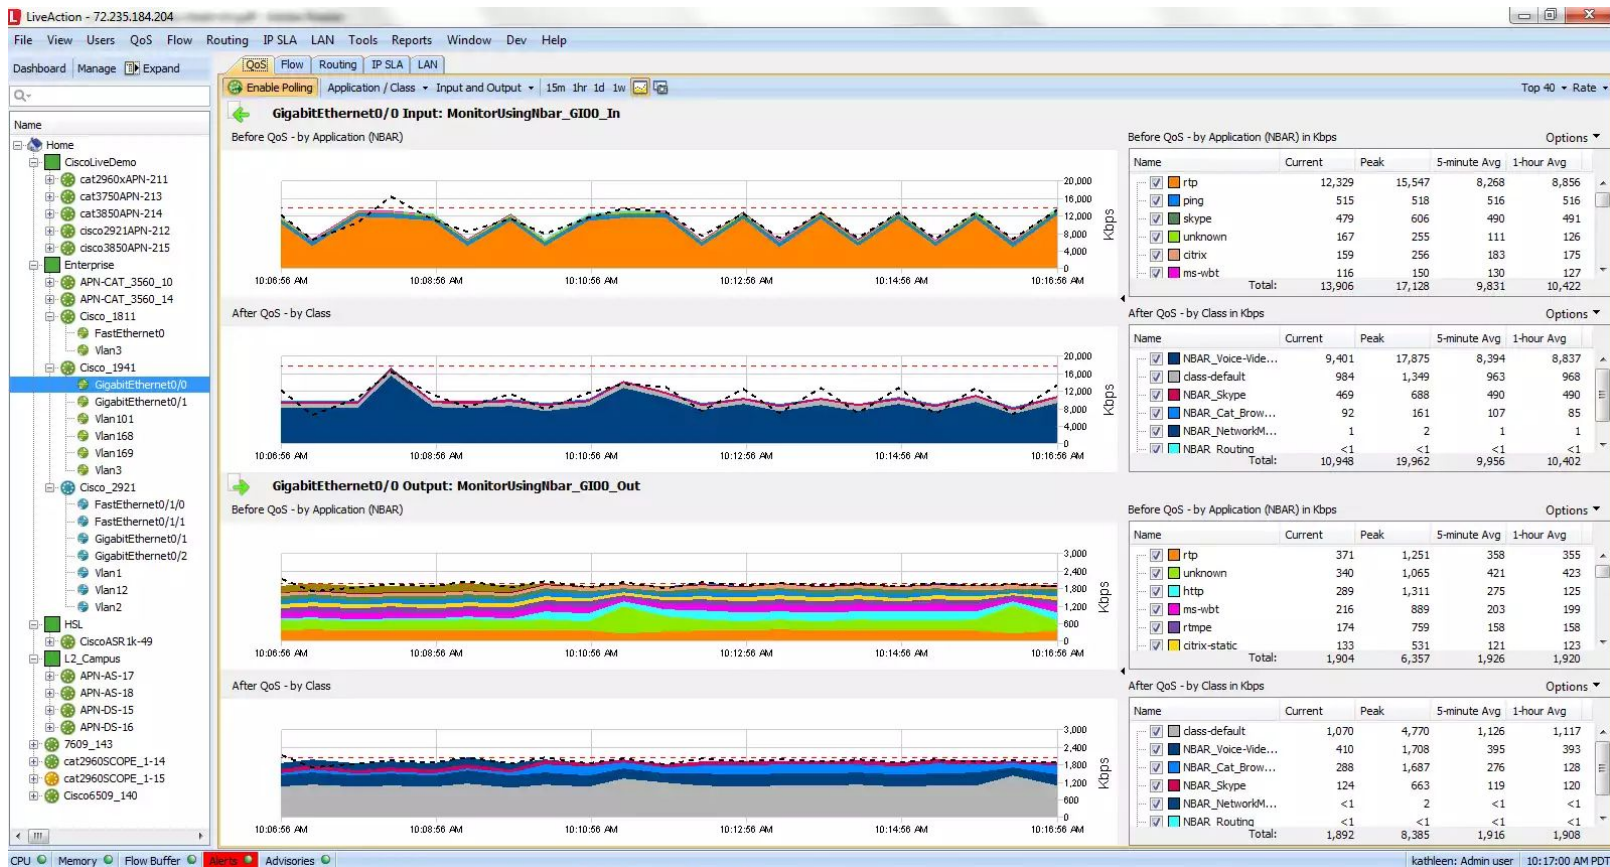 LiveAction - 72.235.184.204
File View Users QoS Flow Routing IP SLA LAN Tools Reports Window Dev Help
Dashboard Manage Expand
Name
Home
CiscoLiveDemo
cat2960xAPN-211
cat3750APN-213
cat3850APN-214
cisco2921APN-212
cisco3850APN-215
Enterprise
APN-CAT_3560_10
APN-CAT_3560_14
Cisco_1811
FastEthernet0
Vlan3
Cisco_1941
GigabitEthernet0/0
GigabitEthernet0/1
Vlan101
Vlan168
Vlan169
Vlan3
Cisco_2921
FastEthernet0/1/0
FastEthernet0/1/1
GigabitEthernet0/1
GigabitEthernet0/2
Vlan1
Vlan12
Vlan2
HSL
CiscoASR1k-49
L2_Campus
APN-AS-17
APN-AS-18
APN-DS-15
APN-DS-16
7609_143
cat2960SCOPE_1-14
cat2960SCOPE_1-15
Cisco6509_140
QoS Flow Routing IP SLA LAN
Enable Polling Application / Class Input and Output 15m 1hr 1d 1w Top 40 Rate
GigabitEthernet0/0 Input: MonitorUsingNbar_GI00_In
Before QoS - by Application (NBAR)
20,000
16,000
12,000
8,000
4,000
0
Kbps
10:06:56 AM 10:08:56 AM 10:10:56 AM 10:12:56 AM 10:14:56 AM 10:16:56 AM
Before QoS - by Application (NBAR) in Kbps Options
Name Current Peak 5-minute Avg 1-hour Avg
rtp 12,329 15,547 8,268 8,856
ping 515 518 516 516
skype 479 606 490 491
unknown 167 255 111 126
citrix 159 256 183 175
ms-wbt 116 150 130 127
Total: 13,906 17,128 9,831 10,422
After QoS - by Class
20,000
16,000
12,000
8,000
4,000
0
Kbps
10:06:56 AM 10:08:56 AM 10:10:56 AM 10:12:56 AM 10:14:56 AM 10:16:56 AM
After QoS - by Class in Kbps Options
Name Current Peak 5-minute Avg 1-hour Avg
NBAR_Voice-Vide... 9,401 17,875 8,394 8,837
class-default 984 1,349 963 968
NBAR_Skype 469 688 490 490
NBAR_Cat_Brow... 92 161 107 85
NBAR_NetworkM... 1 2 1 1
NBAR_Routing <1 <1 <1 <1
Total: 10,948 19,962 9,956 10,402
GigabitEthernet0/0 Output: MonitorUsingNbar_GI00_Out
Before QoS - by Application (NBAR)
3,000
2,400
1,800
1,200
600
0
Kbps
10:06:56 AM 10:08:56 AM 10:10:56 AM 10:12:56 AM 10:14:56 AM 10:16:56 AM
Before QoS - by Application (NBAR) in Kbps Options
Name Current Peak 5-minute Avg 1-hour Avg
rtp 371 1,251 358 355
unknown 340 1,065 421 423
http 289 1,311 275 125
ms-wbt 216 889 203 199
rtmpe 174 759 158 158
citrix-static 133 531 121 123
Total: 1,904 6,357 1,926 1,920
After QoS - by Class
3,000
2,400
1,800
1,200
600
0
Kbps
10:06:56 AM 10:08:56 AM 10:10:56 AM 10:12:56 AM 10:14:56 AM 10:16:56 AM
After QoS - by Class in Kbps Options
Name Current Peak 5-minute Avg 1-hour Avg
class-default 1,070 4,770 1,126 1,117
NBAR_Voice-Vide... 410 1,708 395 393
NBAR_Cat_Brow... 288 1,687 276 128
NBAR_Skype 124 663 119 120
NBAR_NetworkM... <1 2 <1 <1
NBAR_Routing <1 <1 <1 <1
Total: 1,892 8,385 1,916 1,908
CPU Memory Flow Buffer Alerts Advisories kathleen: Admin user 10:17:00 AM PDT